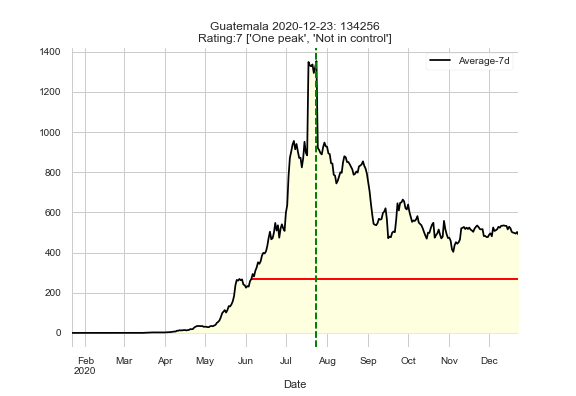 Guatemala 2020-12-23: 134256
Rating:7 ['One peak', 'Not in control']
Average-7d
1400
1200
1000
800
600
400
200
0
Feb Mar Apr May Jun Jul Aug Sep Oct Nov Dec
2020
Date